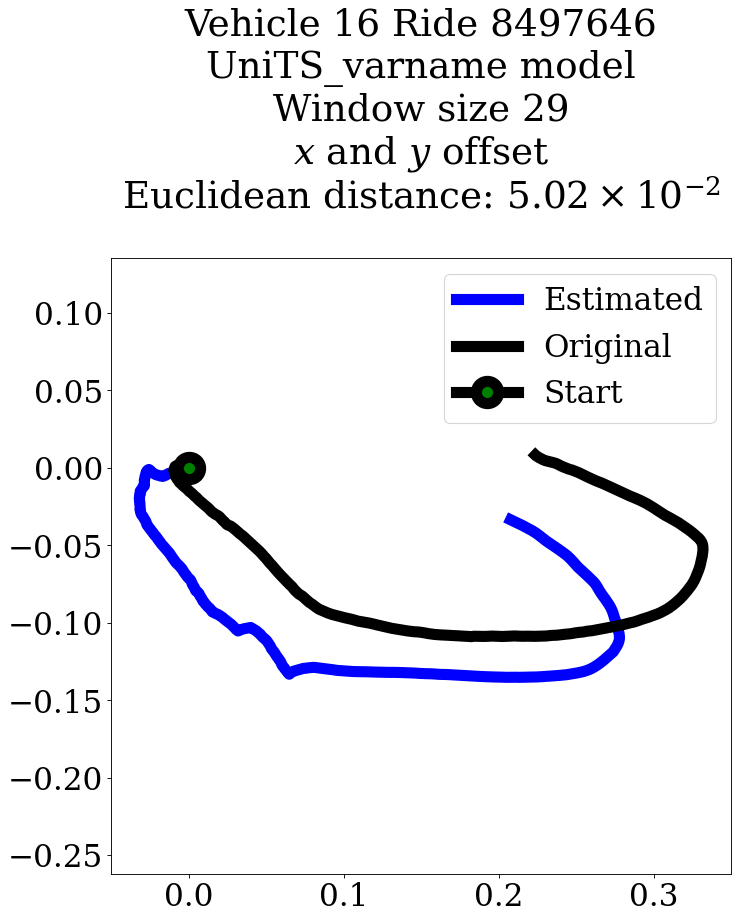 Vehicle 16 Ride 8497646
UniTS_varname model
Window size 29
x and y offset
Euclidean distance: 5.02 × 10⁻²
Estimated
Original
Start
0.10
0.05
0.00
−0.05
−0.10
−0.15
−0.20
−0.25
0.0 0.1 0.2 0.3